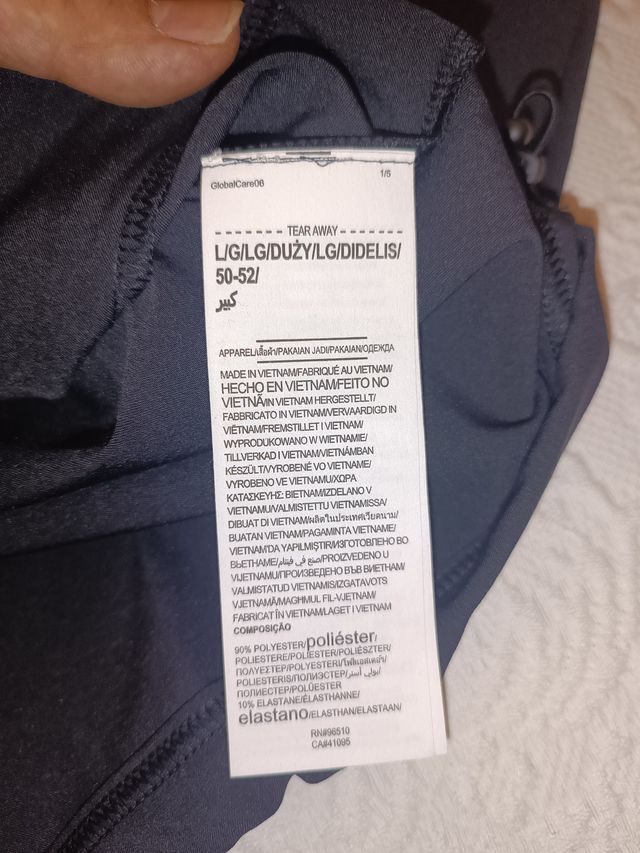 GlobalCare06
1/5
TEAR AWAY
L/G/LG/DUŻY/LG/DIDELIS/
50-52/
كبير
APPAREL/เสื้อผ้า/PAKAIAN JADI/PAKAIAN/ОДЕЖДА
MADE IN VIETNAM/FABRIQUÉ AU VIETNAM/
HECHO EN VIETNAM/FEITO NO
VIETNÃ/IN VIETNAM HERGESTELLT/
FABBRICATO IN VIETNAM/VERVAARDIGD IN
VIËTNAM/FREMSTILLET I VIETNAM/
WYPRODUKOWANO W WIETNAMIE/
TILLVERKAD I VIETNAM/VIETNÁMBAN
KÉSZÜLT/VYROBENÉ VO VIETNAME/
VYROBENO VE VIETNAMU/ΧΩΡΑ
ΚΑΤΑΣΚΕΥΗΣ: ΒΙΕΤΝΑΜ/IZDELANO V
VIETNAMU/VALMISTETTU VIETNAMISSA/
DIBUAT DI VIETNAM/ผลิตในประเทศเวียดนาม/
BUATAN VIETNAM/PAGAMINTA VIETNAME/
VIETNAM'DA YAPILMIŞTIR/ИЗГОТОВЛЕНО ВО
ВЬЕТНАМЕ/صنع في فيتنام/PROIZVEDENO U
VIJETNAMU/ПРОИЗВЕДЕНО ВЪВ ВИЕТНАМ/
VALMISTATUD VIETNAMIS/IZGATAVOTS
VJETNAMĀ/MAGHMUL FIL-VJETNAM/
FABRICAT ÎN VIETNAM/LAGET I VIETNAM
COMPOSIÇÃO
90% POLYESTER/poliéster/
POLIESTERE/POLIESTER/POLIÉSZTER/
ΠΟΛΥΕΣΤΕΡ/POLYESTERI/โพลีเอสเตอร์/
POLIESTERIS/ПОЛИЭСТЕР/بولي أستر/
ПОЛИЕСТЕР/POLÜESTER
10% ELASTANE/ÉLASTHANNE/
elastano/ELASTHAN/ELASTAAN/
RN#96510
CA#41095